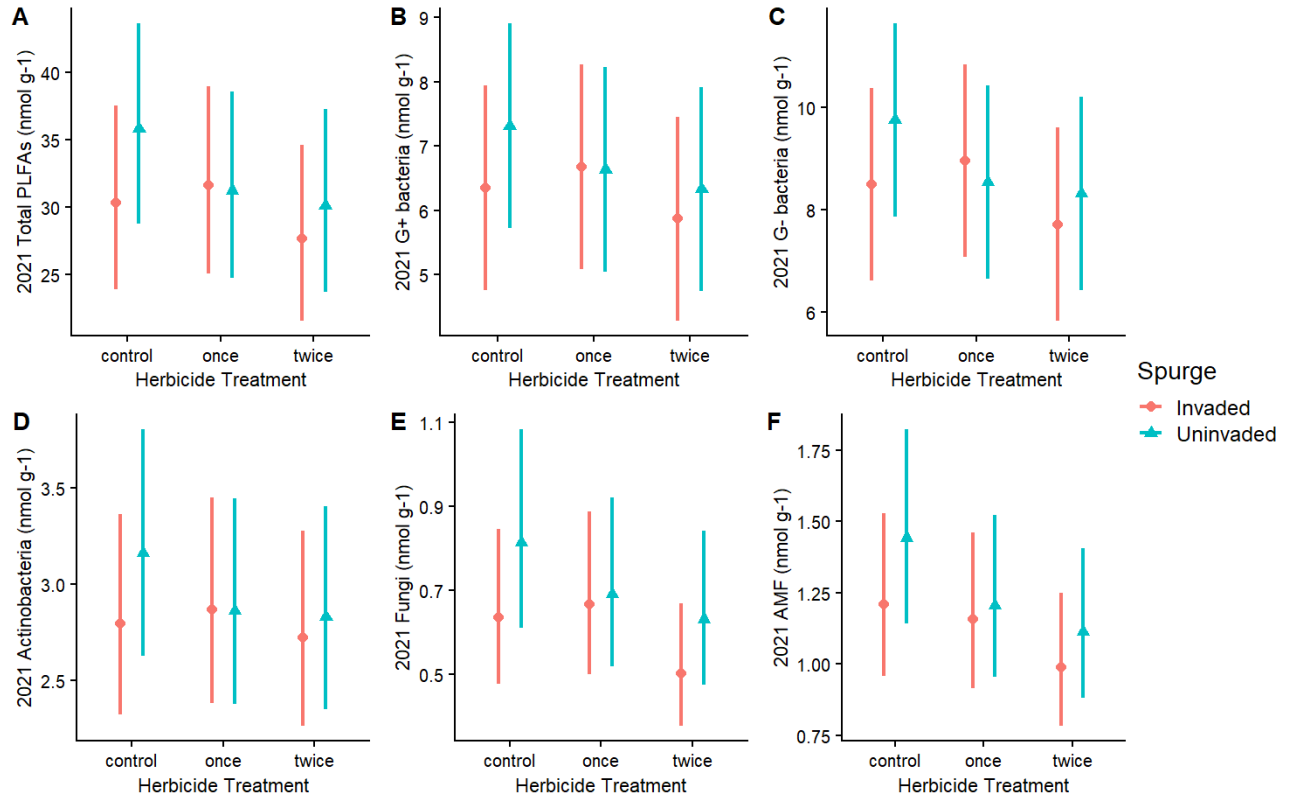 A
2021 Total PLFAs (nmol g-1)
40
35
30
25
control once twice
Herbicide Treatment
B
2021 G+ bacteria (nmol g-1)
9
8
7
6
5
control once twice
Herbicide Treatment
C
2021 G- bacteria (nmol g-1)
10
8
6
control once twice
Herbicide Treatment
Spurge
Invaded
Uninvaded
D
2021 Actinobacteria (nmol g-1)
3.5
3.0
2.5
control once twice
Herbicide Treatment
E
2021 Fungi (nmol g-1)
1.1
0.9
0.7
0.5
control once twice
Herbicide Treatment
F
2021 AMF (nmol g-1)
1.75
1.50
1.25
1.00
0.75
control once twice
Herbicide Treatment